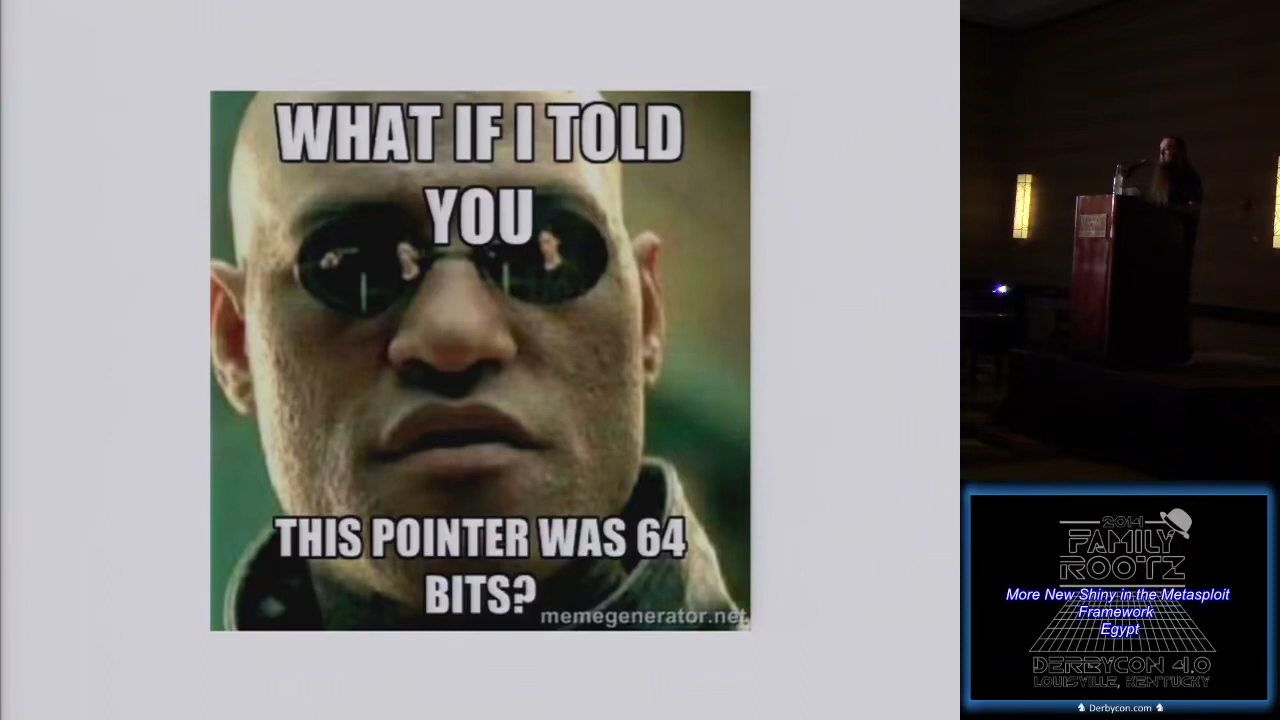 WHAT IF I TOLD
YOU
THIS POINTER WAS 64
BITS?
memegenerator.net
2014
FAMILY
ROOTZ
More New Shiny in the Metasploit
Framework
Egypt
DERBYCON 4.0
LOUISVILLE, KENTUCKY
Derbycon.com